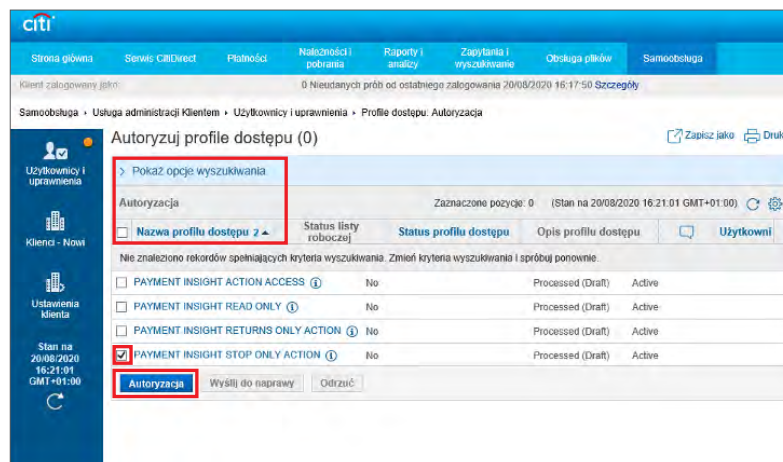 citi
Strona główna Serwis CitiDirect Płatności Należności i pobrania Raporty i analizy Zapytania i wyszukiwanie Obsługa plików Samoobsługa
Klient zalogowany jako: 0 Nieudanych prób od ostatniego zalogowania 20/08/2020 16:17:50 Szczegóły
Samoobsługa Usługa administracji Klientem Użytkownicy i uprawnienia Profile dostępu: Autoryzacja
Użytkownicy i uprawnienia
Klienci - Nowi
Ustawienia klienta
Stan na
20/08/2020
16:21:01
GMT+01:00
Autoryzuj profile dostępu (0) Zapisz jako Druk
> Pokaż opcje wyszukiwania
Autoryzacja Zaznaczone pozycje: 0 (Stan na 20/08/2020 16:21:01 GMT+01:00)
Nazwa profilu dostępu 2 Status listy roboczej Status profilu dostępu Opis profilu dostępu Użytkowni
Nie znaleziono rekordów spełniających kryteria wyszukiwania. Zmień kryteria wyszukiwania i spróbuj ponownie.
PAYMENT INSIGHT ACTION ACCESS No Processed (Draft) Active
PAYMENT INSIGHT READ ONLY No Processed (Draft) Active
PAYMENT INSIGHT RETURNS ONLY ACTION No Processed (Draft) Active
PAYMENT INSIGHT STOP ONLY ACTION No Processed (Draft) Active
Autoryzacja Wyślij do naprawy Odrzuć